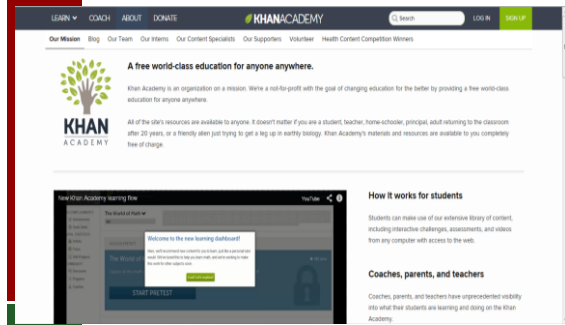 LEARN COACH ABOUT DONATE KHANACADEMY Search LOG IN SIGN UP
Our Mission Blog Our Team Our Interns Our Content Specialists Our Supporters Volunteer Health Content Competition Winners
A free world-class education for anyone anywhere.
Khan Academy is an organization on a mission. We're a not-for-profit with the goal of changing education for the better by providing a free world-class
education for anyone anywhere.
All of the site's resources are available to anyone. It doesn't matter if you are a student, teacher, home-schooler, principal, adult returning to the classroom
after 20 years, or a friendly alien just trying to get a leg up in earthly biology. Khan Academy's materials and resources are available to you completely
free of charge.
KHAN
ACADEMY
New Khan Academy learning flow YouTube
The World of Math
Welcome to the new learning dashboard!
The World of
START PRETEST
How it works for students
Students can make use of our extensive library of content,
including interactive challenges, assessments, and videos
from any computer with access to the web.
Coaches, parents, and teachers
Coaches, parents, and teachers have unprecedented visibility
into what their students are learning and doing on the Khan
Academy.